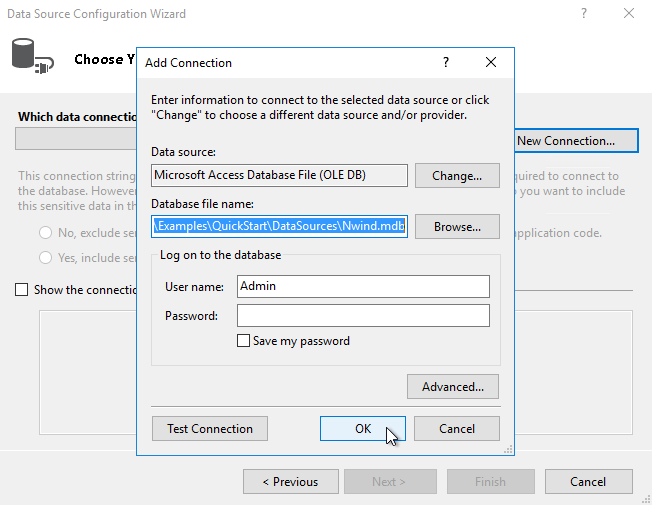 Data Source Configuration Wizard
Choose Y
Add Connection
Enter information to connect to the selected data source or click
"Change" to choose a different data source and/or provider.
Which data connection
New Connection...
Data source:
Microsoft Access Database File (OLE DB)
Change...
This connection string
quired to connect to
the database. Howeve
you want to include
this sensitive data in th
Database file name:
\Examples\QuickStart\DataSources\Nwind.mdb
Browse...
No, exclude sen
pplication code.
Yes, include sen
Log on to the database
User name:
Admin
Show the connectio
Password:
Save my password
Advanced...
Test Connection
OK
Cancel
< Previous
Next >
Finish
Cancel